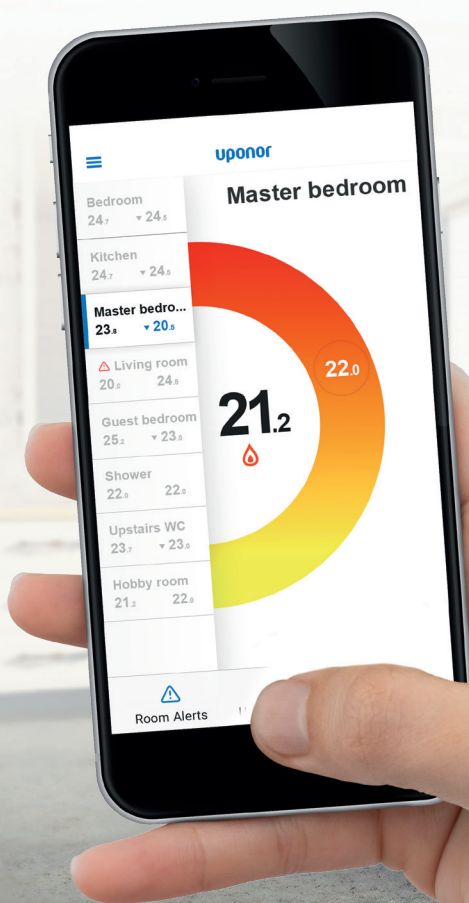 uponor
Master bedroom
Bedroom
24.7 ▼ 24.5
Kitchen
24.7 ▼ 24.5
Master bedro...
23.8 ▼ 20.5
Living room
20.0 24.8
Guest bedroom
25.2 ▼ 23.8
Shower
22.0 22.0
Upstairs WC
23.7 ▼ 23.0
Hobby room
21.2 22.0
22.0
21.2
Room Alerts